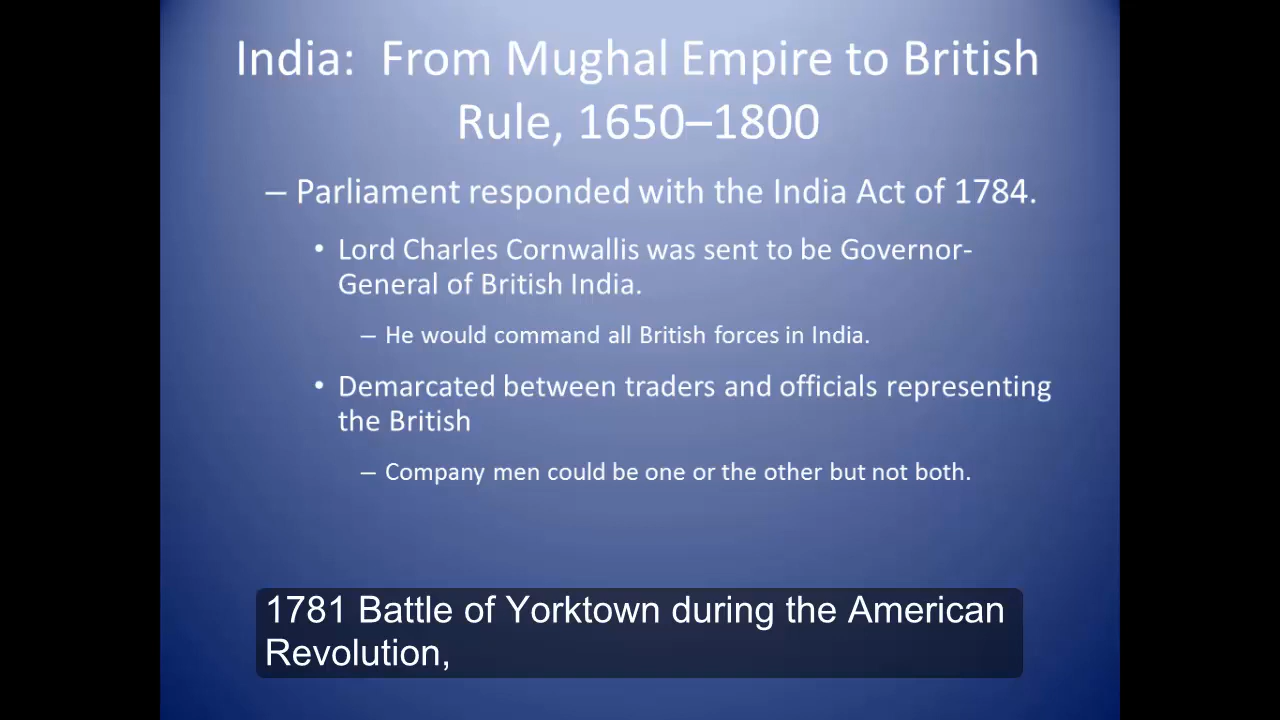 India:  From Mughal Empire to British
Rule, 1650–1800
– Parliament responded with the India Act of 1784.
• Lord Charles Cornwallis was sent to be Governor-
General of British India.
– He would command all British forces in India.
• Demarcated between traders and officials representing
the British
– Company men could be one or the other but not both.
1781 Battle of Yorktown during the American
Revolution,